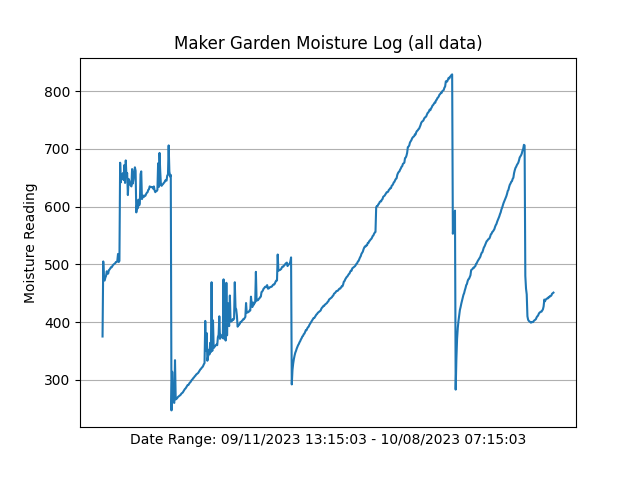 Maker Garden Moisture Log (all data)
Moisture Reading
800
700
600
500
400
300
Date Range: 09/11/2023 13:15:03 - 10/08/2023 07:15:03